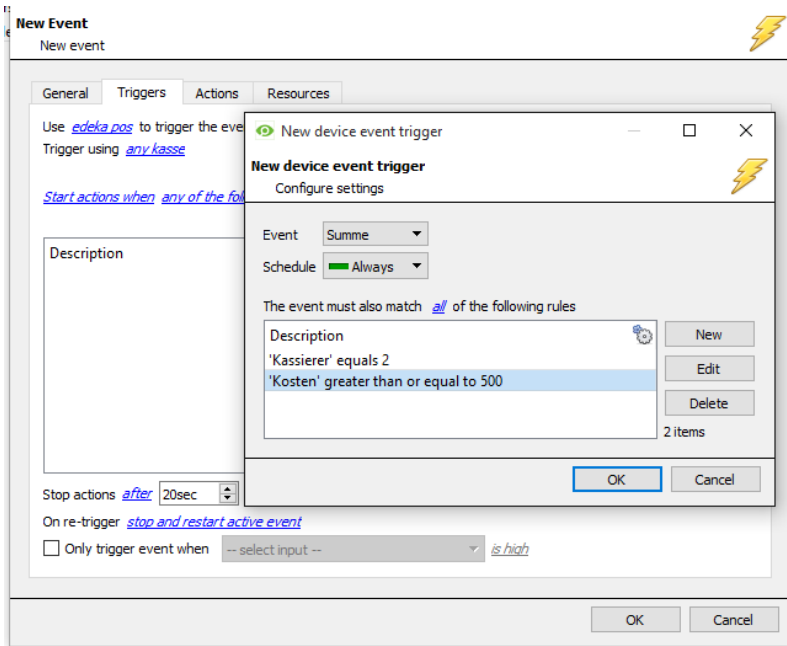 New Event
New event
General Triggers Actions Resources
Use edeka pos to trigger the eve
Trigger using any kasse
Start actions when any of the fol
Description
Stop actions after 20sec
On re-trigger stop and restart active event
Only trigger event when -- select input -- is high
OK Cancel
New device event trigger
New device event trigger
Configure settings
Event Summe
Schedule Always
The event must also match all of the following rules
Description
'Kassierer' equals 2
'Kosten' greater than or equal to 500
New
Edit
Delete
2 items
OK Cancel